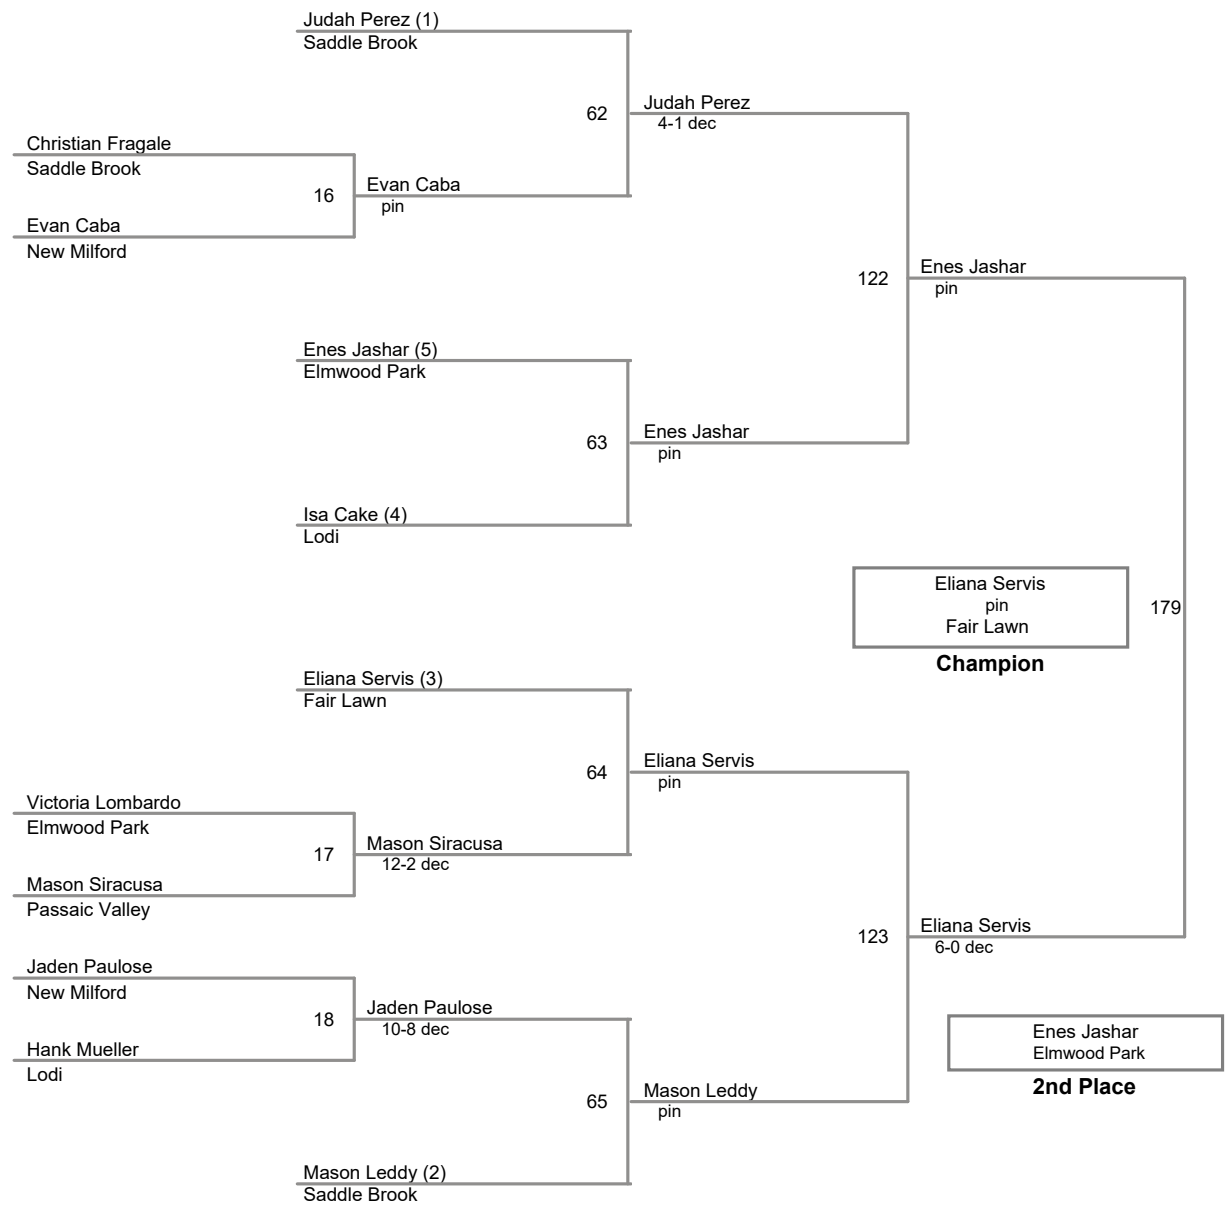 Judah Perez (1)
Saddle Brook
62
Judah Perez
4-1 dec
Christian Fragale
Saddle Brook
16
Evan Caba
pin
Evan Caba
New Milford
122
Enes Jashar
pin
Enes Jashar (5)
Elmwood Park
63
Enes Jashar
pin
Isa Cake (4)
Lodi
Eliana Servis
pin
Fair Lawn
179
Champion
Eliana Servis (3)
Fair Lawn
64
Eliana Servis
pin
Victoria Lombardo
Elmwood Park
17
Mason Siracusa
12-2 dec
Mason Siracusa
Passaic Valley
123
Eliana Servis
6-0 dec
Jaden Paulose
New Milford
18
Jaden Paulose
10-8 dec
Hank Mueller
Lodi
Enes Jashar
Elmwood Park
2nd Place
65
Mason Leddy
pin
Mason Leddy (2)
Saddle Brook